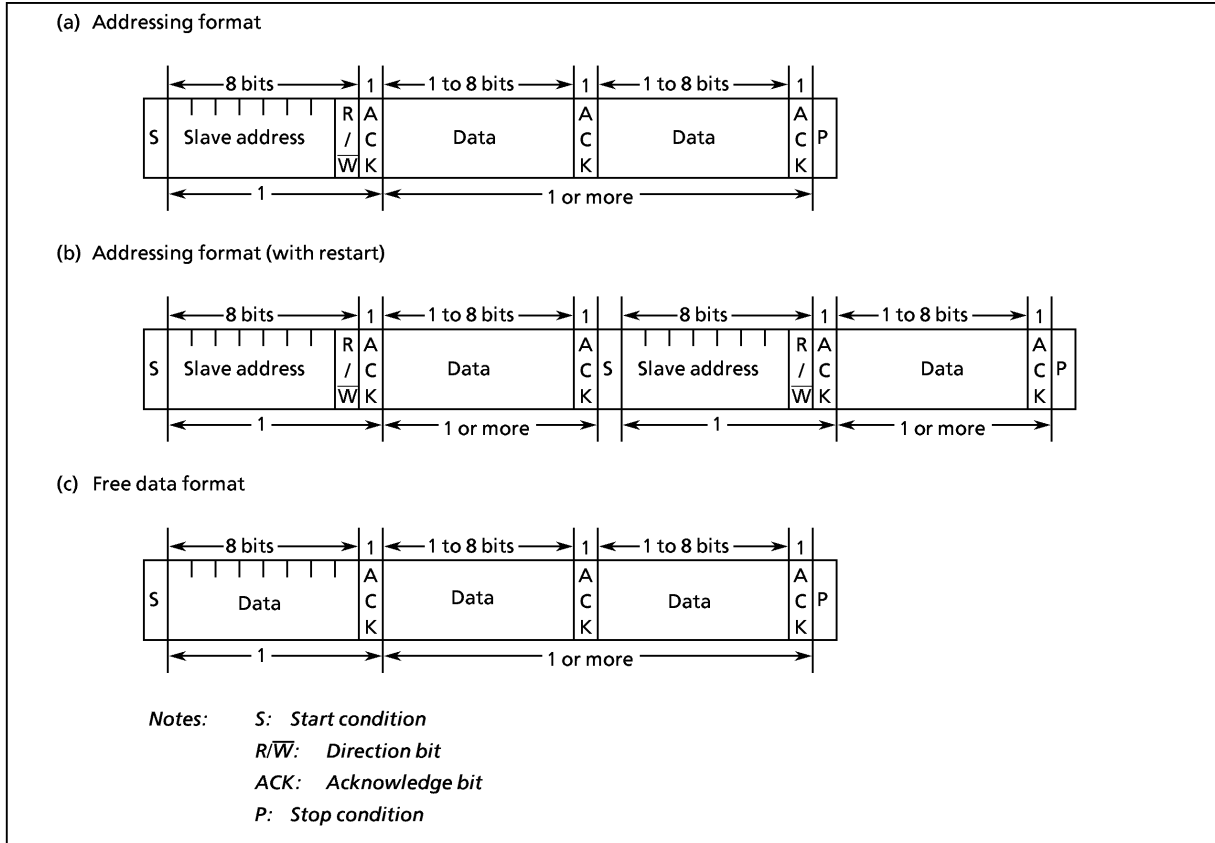 (a) Addressing format
8 bits 1 1 to 8 bits 1 1 to 8 bits 1
S Slave address R/W̅ ACK Data ACK Data ACK P
1 1 or more
(b) Addressing format (with restart)
8 bits 1 1 to 8 bits 1 8 bits 1 1 to 8 bits 1
S Slave address R/W̅ ACK Data ACK S Slave address R/W̅ ACK Data ACK P
1 1 or more 1 1 or more
(c) Free data format
8 bits 1 1 to 8 bits 1 1 to 8 bits 1
S Data ACK Data ACK Data ACK P
1 1 or more
Notes: S: Start condition
R/W̅: Direction bit
ACK: Acknowledge bit
P: Stop condition